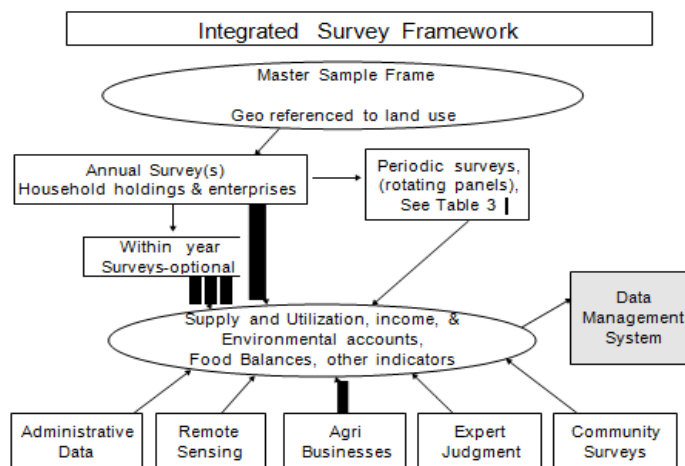 Integrated Survey Framework
Master Sample Frame
Geo referenced to land use
Annual Survey(s)
Household holdings & enterprises
Periodic surveys,
(rotating panels),
See Table 3
Within year
Surveys-optional
Supply and Utilization, income, &
Environmental accounts,
Food Balances, other indicators
Data
Management
System
Administrative
Data
Remote
Sensing
Agri
Businesses
Expert
Judgment
Community
Surveys